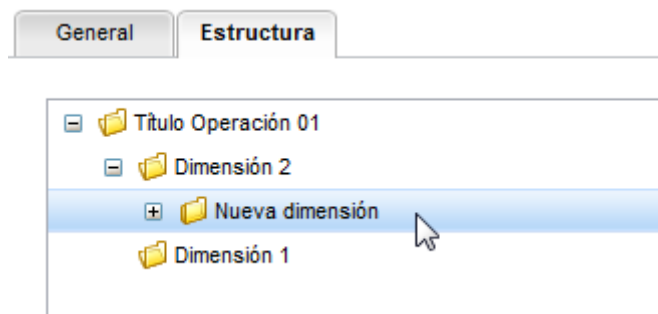 General Estructura
Título Operación 01
Dimensión 2
Nueva dimensión
Dimensión 1